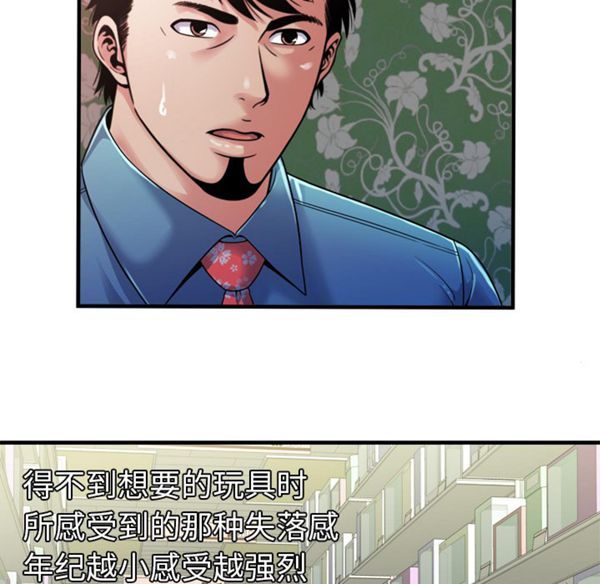 得不到想要的玩具时
所感受到的那种失落感
年纪越小感受越强烈